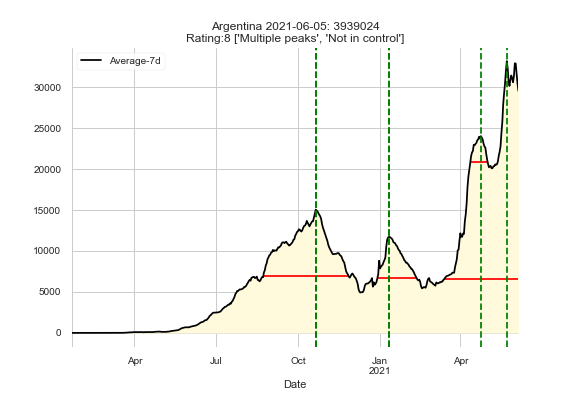 Argentina 2021-06-05: 3939024
Rating:8 ['Multiple peaks', 'Not in control']
Average-7d
30000
25000
20000
15000
10000
5000
0
Apr
Jul
Oct
Jan
2021
Apr
Date